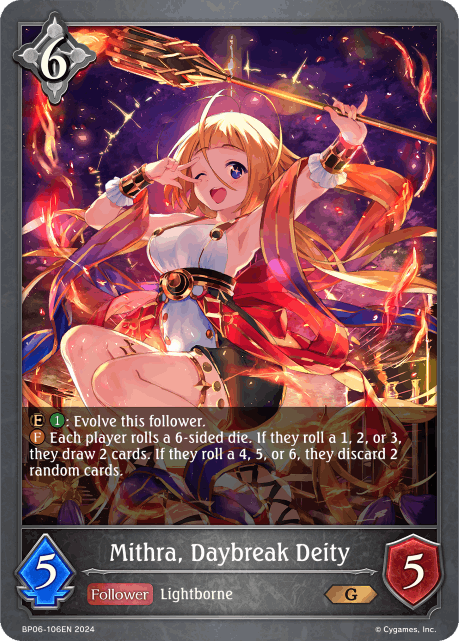 6
E 1: Evolve this follower.
F Each player rolls a 6-sided die. If they roll a 1, 2, or 3,
they draw 2 cards. If they roll a 4, 5, or 6, they discard 2
random cards.
Mithra, Daybreak Deity
5
Follower Lightborne
G
5
BP06-106EN 2024
© Cygames, Inc.